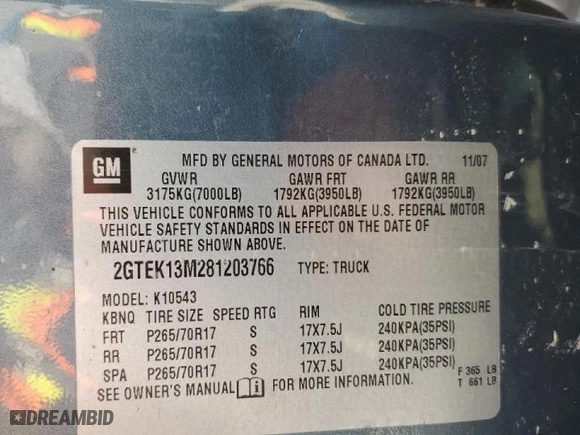 GM
MFD BY GENERAL MOTORS OF CANADA LTD. 11/07
GVWR GAWR FRT GAWR RR
3175KG(7000LB) 1792KG(3950LB) 1792KG(3950LB)
THIS VEHICLE CONFORMS TO ALL APPLICABLE U.S. FEDERAL MOTOR
VEHICLE SAFETY STANDARDS IN EFFECT ON THE DATE OF
MANUFACTURE SHOWN ABOVE.
2GTEK13M281203766 TYPE: TRUCK
MODEL: K10543
KBNQ TIRE SIZE SPEED RTG RIM COLD TIRE PRESSURE
FRT P265/70R17 S 17X7.5J 240KPA(35PSI)
RR P265/70R17 S 17X7.5J 240KPA(35PSI)
SPA P265/70R17 S 17X7.5J 240KPA(35PSI)
SEE OWNER'S MANUAL FOR MORE INFORMATION.
F 365 LB
T 661 LB
DREAMBID